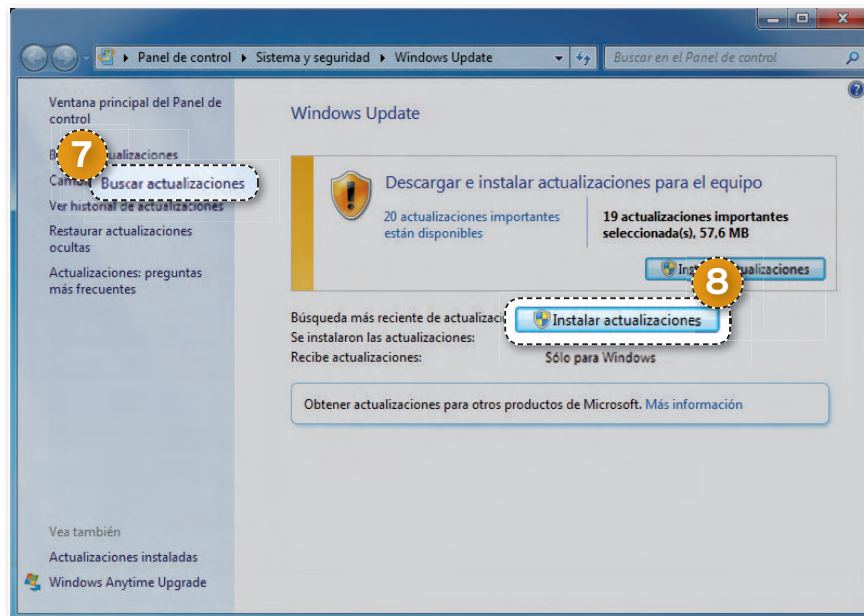 Panel de control ▸ Sistema y seguridad ▸ Windows Update
Buscar en el Panel de control
Ventana principal del Panel de
control
7
Buscar actualizaciones
Ver historial de actualizaciones
Restaurar actualizaciones
ocultas
Actualizaciones: preguntas
más frecuentes
Vea también
Actualizaciones instaladas
Windows Anytime Upgrade
Windows Update
Descargar e instalar actualizaciones para el equipo
20 actualizaciones importantes
están disponibles
19 actualizaciones importantes
seleccionada(s), 57,6 MB
8
Instalar actualizaciones
Búsqueda más reciente de
Se instalaron las actualizaciones:
Recibe actualizaciones: Sólo para Windows
Obtener actualizaciones para otros productos de Microsoft. Más información